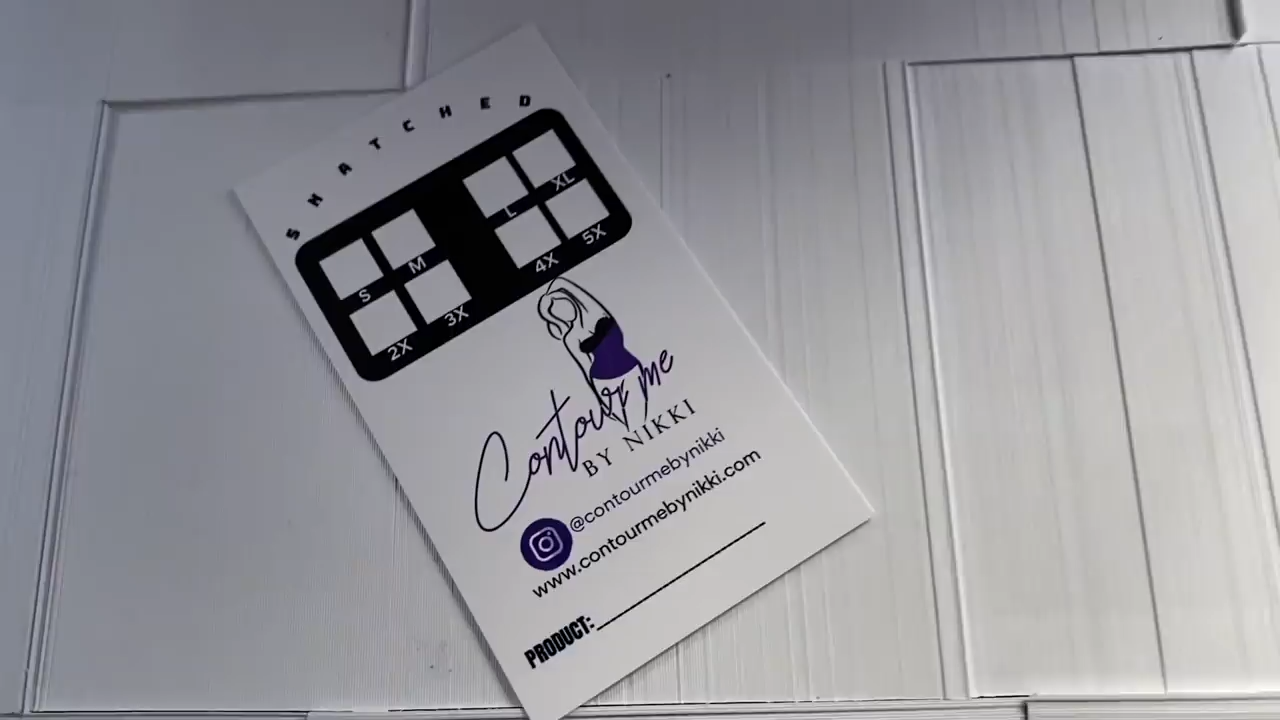 SNATCHED
S M L XL
2X 3X 4X 5X
Contour me
BY NIKKI
@contourmebynikki
www.contourmebynikki.com
PRODUCT: